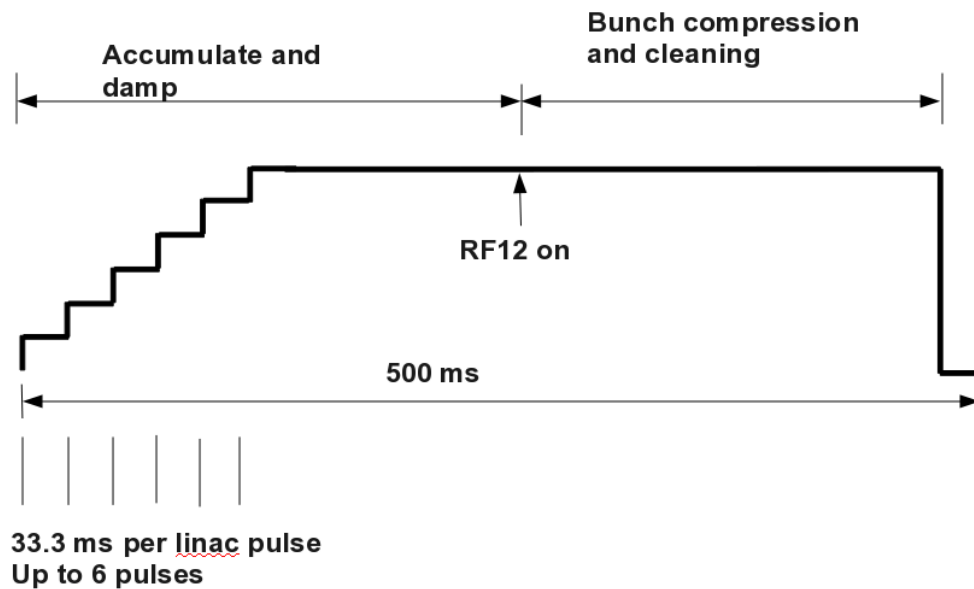 Accumulate and
damp
Bunch compression
and cleaning
RF12 on
500 ms
33.3 ms per linac pulse
Up to 6 pulses